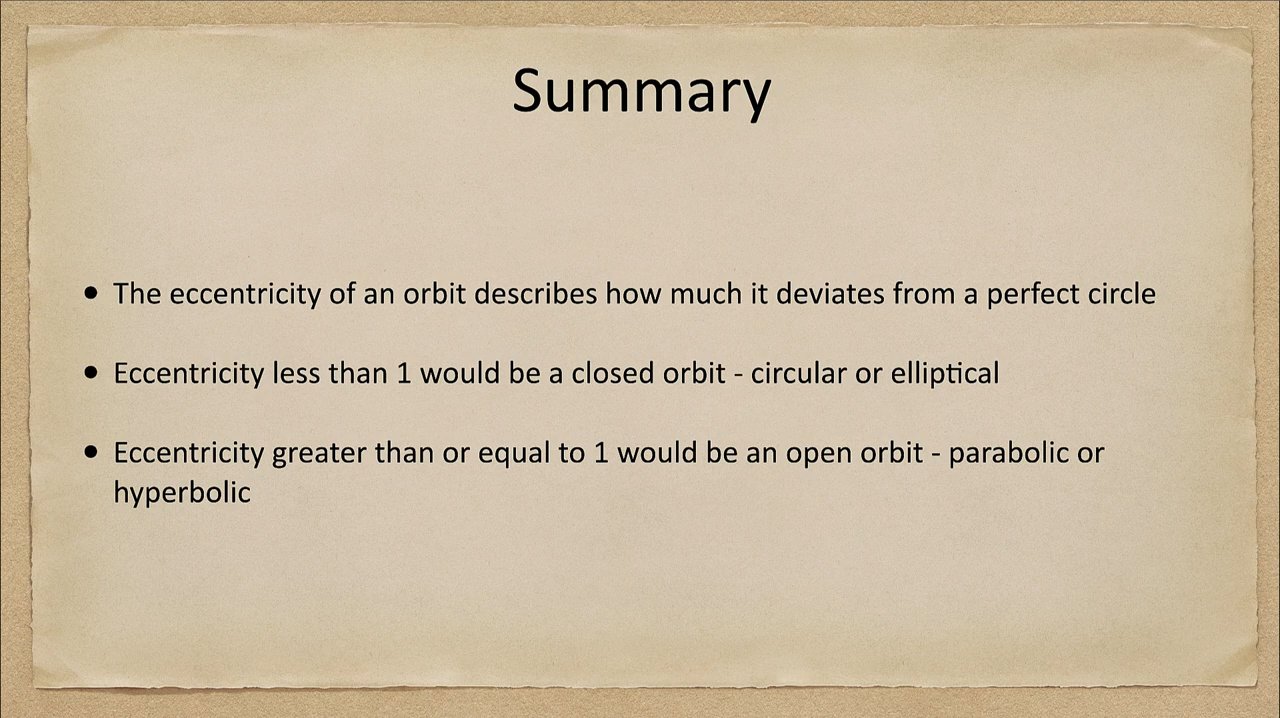 Summary
• The eccentricity of an orbit describes how much it deviates from a perfect circle
• Eccentricity less than 1 would be a closed orbit - circular or elliptical
• Eccentricity greater than or equal to 1 would be an open orbit - parabolic or
hyperbolic